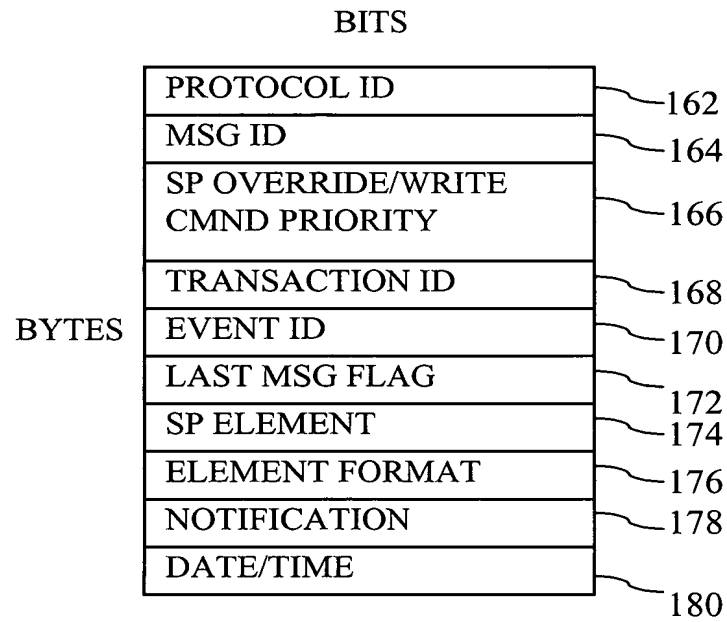 BITS
PROTOCOL ID 162
MSG ID 164
SP OVERRIDE/WRITE
CMND PRIORITY 166
TRANSACTION ID 168
BYTES
EVENT ID 170
LAST MSG FLAG 172
SP ELEMENT 174
ELEMENT FORMAT 176
NOTIFICATION 178
DATE/TIME 180